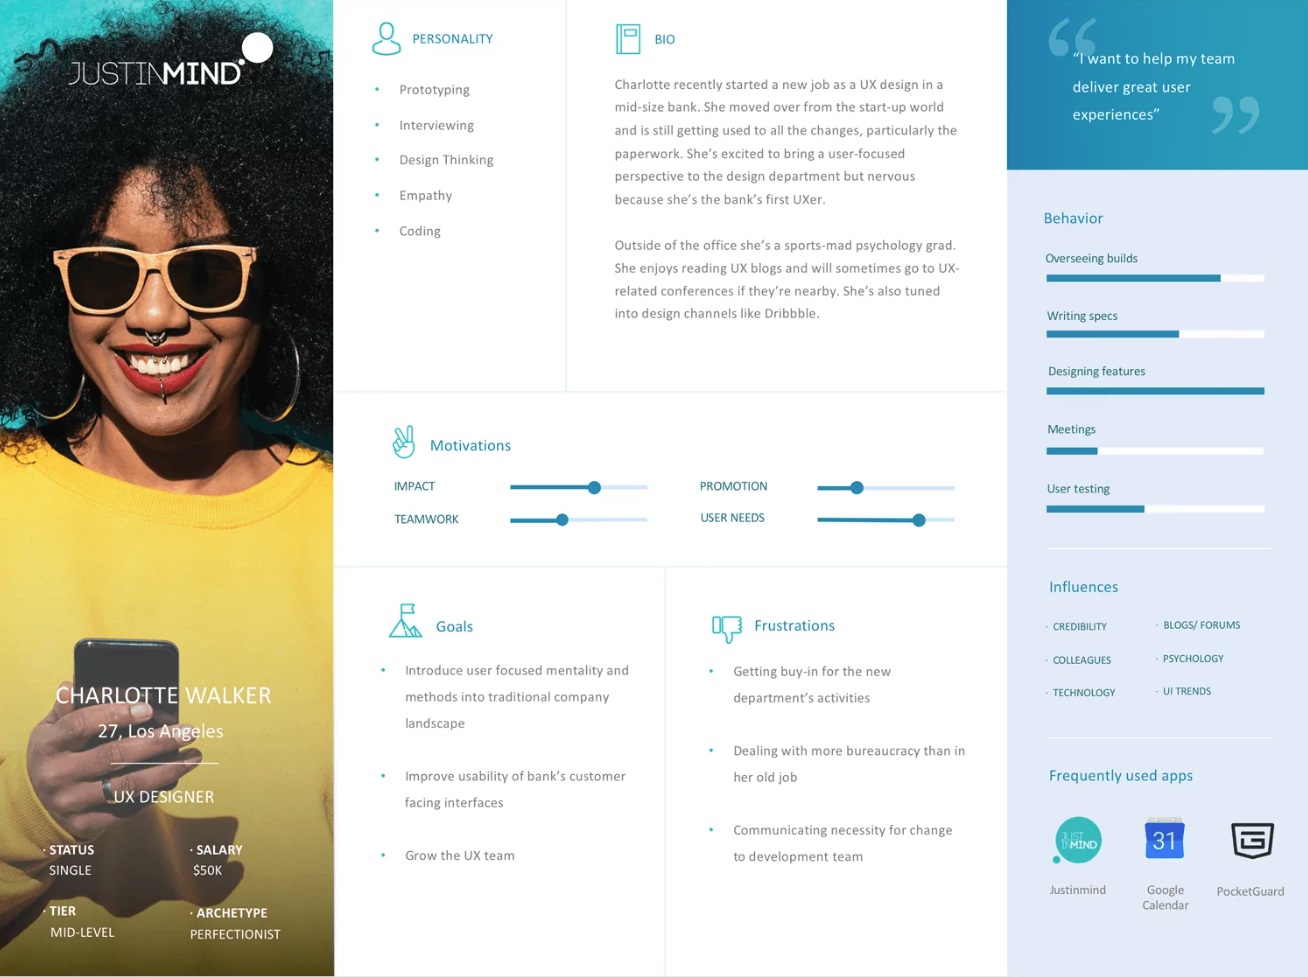 JUSTINMIND
CHARLOTTE WALKER
27, Los Angeles
UX DESIGNER
· STATUS
SINGLE
· SALARY
$50K
· TIER
MID-LEVEL
· ARCHETYPE
PERFECTIONIST
PERSONALITY
• Prototyping
• Interviewing
• Design Thinking
• Empathy
• Coding
BIO
Charlotte recently started a new job as a UX design in a
mid-size bank. She moved over from the start-up world
and is still getting used to all the changes, particularly the
paperwork. She’s excited to bring a user-focused
perspective to the design department but nervous
because she’s the bank’s first UXer.
Outside of the office she’s a sports-mad psychology grad.
She enjoys reading UX blogs and will sometimes go to UX-
related conferences if they’re nearby. She’s also tuned
into design channels like Dribbble.
Motivations
IMPACT
TEAMWORK
PROMOTION
USER NEEDS
Goals
• Introduce user focused mentality and
methods into traditional company
landscape
• Improve usability of bank’s customer
facing interfaces
• Grow the UX team
Frustrations
• Getting buy-in for the new
department’s activities
• Dealing with more bureaucracy than in
her old job
• Communicating necessity for change
to development team
“I want to help my team
deliver great user
experiences”
Behavior
Overseeing builds
Writing specs
Designing features
Meetings
User testing
Influences
· CREDIBILITY
· COLLEAGUES
· TECHNOLOGY
· BLOGS/ FORUMS
· PSYCHOLOGY
· UI TRENDS
Frequently used apps
JUST
INMIND
Justinmind
31
Google
Calendar
PocketGuard